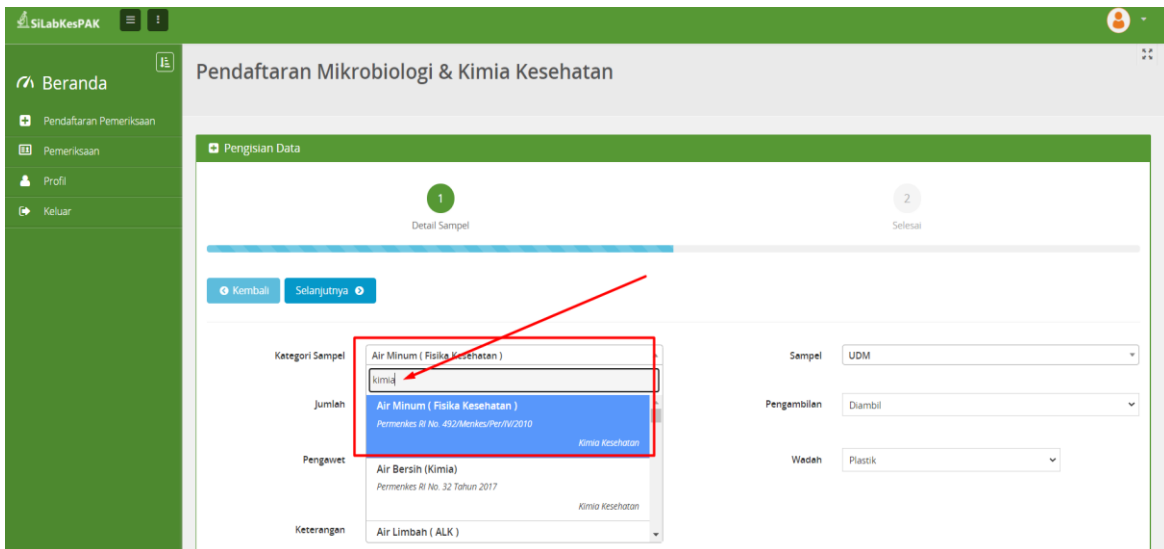 SiLabKesPAK
Beranda
Pendaftaran Pemeriksaan
Pemeriksaan
Profil
Keluar
Pendaftaran Mikrobiologi & Kimia Kesehatan
Pengisian Data
1
Detail Sampel
2
Selesai
Kembali
Selanjutnya
Kategori Sampel
Air Minum ( Fisika Kesehatan )
kimia
Air Minum ( Fisika Kesehatan )
Permenkes RI No. 492/Menkes/Per/IV/2010
Kimia Kesehatan
Air Bersih (Kimia)
Permenkes RI No. 32 Tahun 2017
Kimia Kesehatan
Air Limbah ( ALK )
Jumlah
Pengawet
Keterangan
Sampel
UDM
Pengambilan
Diambil
Wadah
Plastik